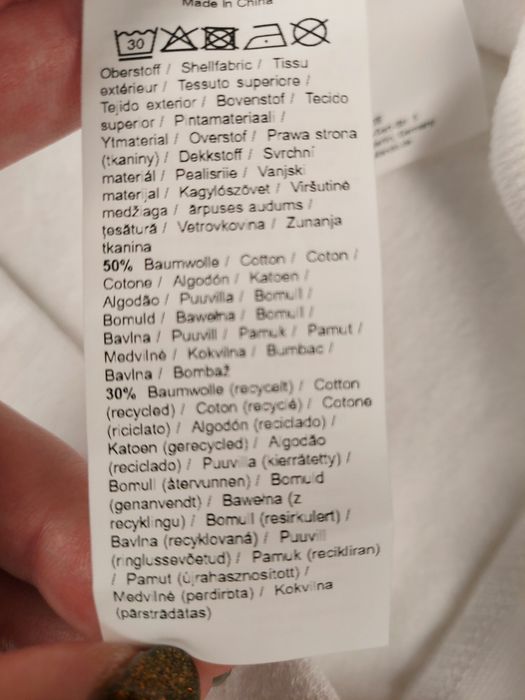 Made in China
30
Oberstoff / Shellfabric / Tissu
extérieur / Tessuto superiore /
Tejido exterior / Bovenstof / Tecido
superior / Pintamateriaali /
Ytmaterial / Overstof / Prawa strona
(tkaniny) / Dekkstoff / Svrchní
materiál / Pealisriie / Vanjski
materijal / Kagylószövet / Viršutinė
medžiaga / ārpuses audums /
țesătură / Vetrovkovina / Zunanja
tkanina
50% Baumwolle / Cotton / Coton /
Cotone / Algodón / Katoen /
Algodão / Puuvilla / Bomull /
Bomuld / Bawełna / Bomull /
Bavlna / Puuvill / Pamuk / Pamut /
Medvilnė / Kokvilna / Bumbac /
Bavlna / Bombaž
30% Baumwolle (recycelt) / Cotton
(recycled) / Coton (recyclé) / Cotone
(riciclato) / Algodón (reciclado) /
Katoen (gerecycled) / Algodão
(reciclado) / Puuvilla (kierrätetty) /
Bomull (återvunnen) / Bomuld
(genanvendt) / Bawełna (z
recyklingu) / Bomull (resirkulert) /
Bavlna (recyklovaná) / Puuvill
(ringlussevõetud) / Pamuk (recikliran)
/ Pamut (újrahasznosított) /
Medvilnė (perdirbta) / Kokvilna
(pārstrādātas)